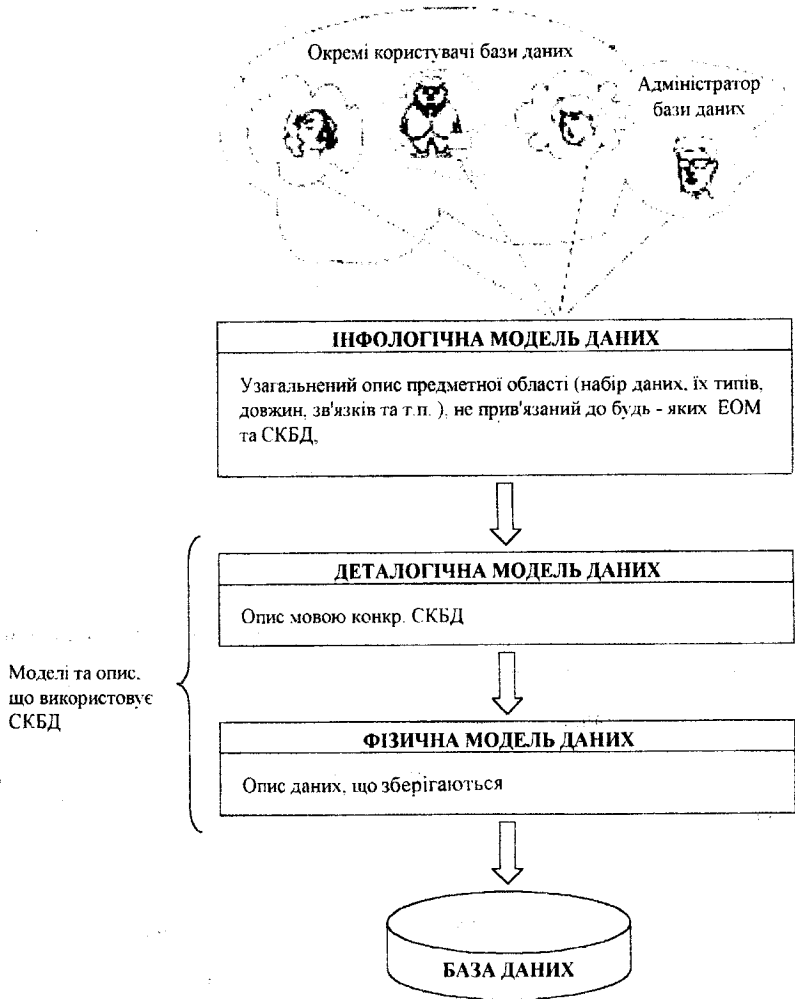 Окремі користувачі бази даних
Адміністратор
бази даних
ІНФОЛОГІЧНА МОДЕЛЬ ДАНИХ
Узагальнений опис предметної області (набір даних, їх типів,
довжин, зв'язків та т.п. ), не прив'язаний до будь - яких ЕОМ
та СКБД,
ДЕТАЛОГІЧНА МОДЕЛЬ ДАНИХ
Опис мовою конкр. СКБД
Моделі та опис,
що використовує
СКБД
ФІЗИЧНА МОДЕЛЬ ДАНИХ
Опис даних, що зберігаються
БАЗА ДАНИХ